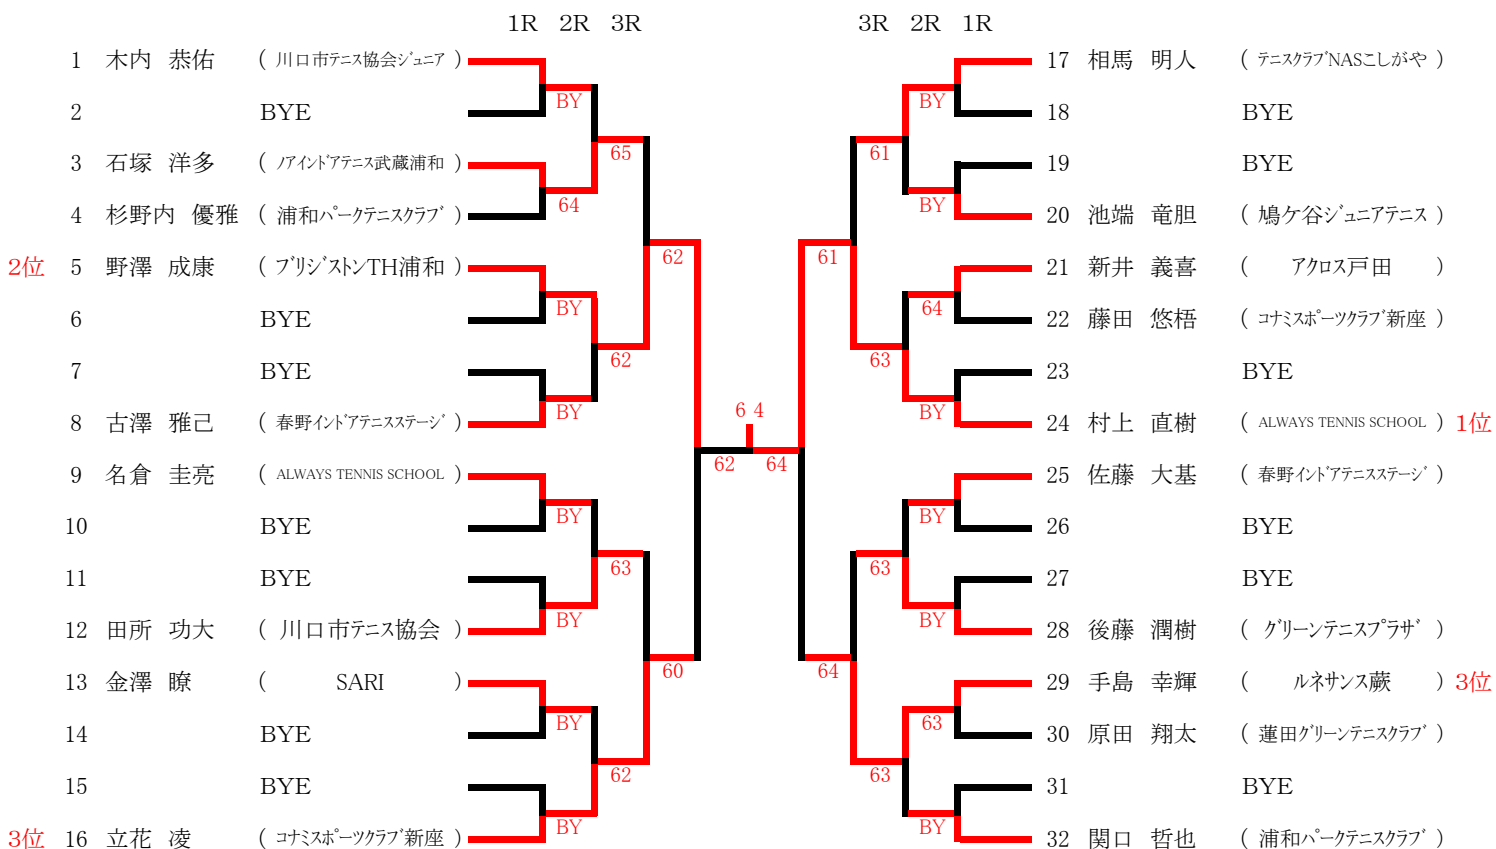 1R 2R 3R 3R 2R 1R
1 木内 恭佑 ( 川口市テニス協会ジュニア ) 17 相馬 明人 ( テニスクラブNASこしがや )
BY BY
2 BYE 18 BYE
65 61
3 石塚 洋多 ( ノアインドアテニス武蔵浦和 ) 19 BYE
64 BY
4 杉野内 優雅 ( 浦和パークテニスクラブ ) 20 池端 竜胆 ( 鳩ケ谷ジュニアテニス )
62 61
2位 5 野澤 成康 ( ブリジストンTH浦和 ) 21 新井 義喜 ( アクロス戸田 )
BY 64
6 BYE 22 藤田 悠梧 ( コナミスポーツクラブ新座 )
62 63
7 BYE 23 BYE
BY 6 4 BY
8 古澤 雅己 ( 春野インドアテニスステージ ) 24 村上 直樹 ( ALWAYS TENNIS SCHOOL ) 1位
62 64
9 名倉 圭亮 ( ALWAYS TENNIS SCHOOL ) 25 佐藤 大基 ( 春野インドアテニスステージ )
BY BY
10 BYE 26 BYE
63 63
11 BYE 27 BYE
BY BY
12 田所 功大 ( 川口市テニス協会 ) 28 後藤 潤樹 ( グリーンテニスプラザ )
60 64
13 金澤 瞭 ( SARI ) 29 手島 幸輝 ( ルネサンス蕨 ) 3位
BY 63
14 BYE 30 原田 翔太 ( 蓮田グリーンテニスクラブ )
62 63
15 BYE 31 BYE
BY BY
3位 16 立花 凌 ( コナミスポーツクラブ新座 ) 32 関口 哲也 ( 浦和パークテニスクラブ )